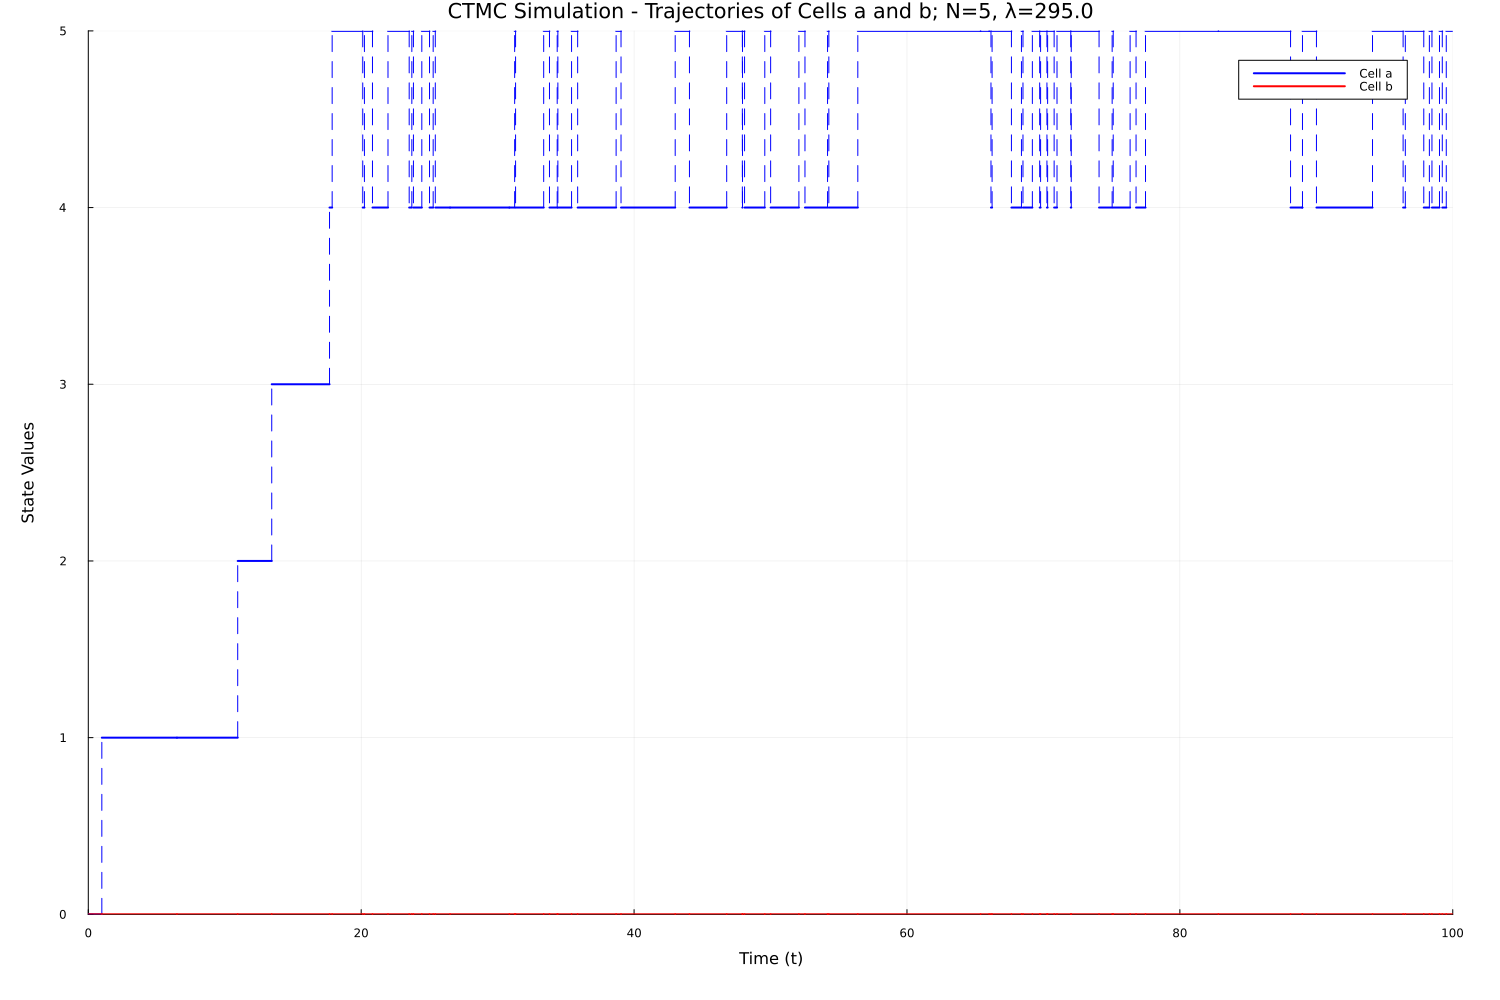 CTMC Simulation - Trajectories of Cells a and b; N=5, λ=295.0
5
Cell a
Cell b
4
3
State Values
2
1
0
0 20 40 60 80 100
Time (t)